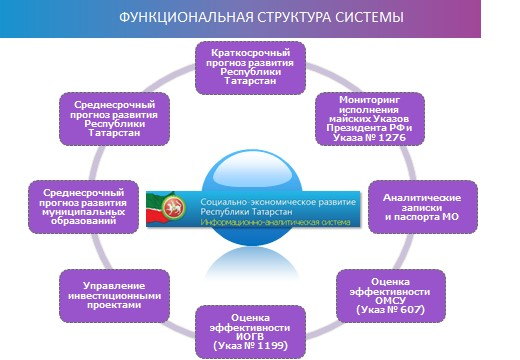 ФУНКЦИОНАЛЬНАЯ СТРУКТУРА СИСТЕМЫ
Краткосрочный
прогноз развития
Республики
Татарстан
Мониторинг
исполнения
майских Указов
Президента РФ и
Указа № 1276
Аналитические
записки
и паспорта МО
Оценка
эффективности
ОМСУ
(Указ № 607)
Оценка
эффективности
ИОГВ
(Указ № 1199)
Управление
инвестиционными
проектами
Среднесрочный
прогноз развития
муниципальных
образований
Среднесрочный
прогноз развития
Республики
Татарстан
Социально-экономическое развитие
Республики Татарстан
Информационно-аналитическая система